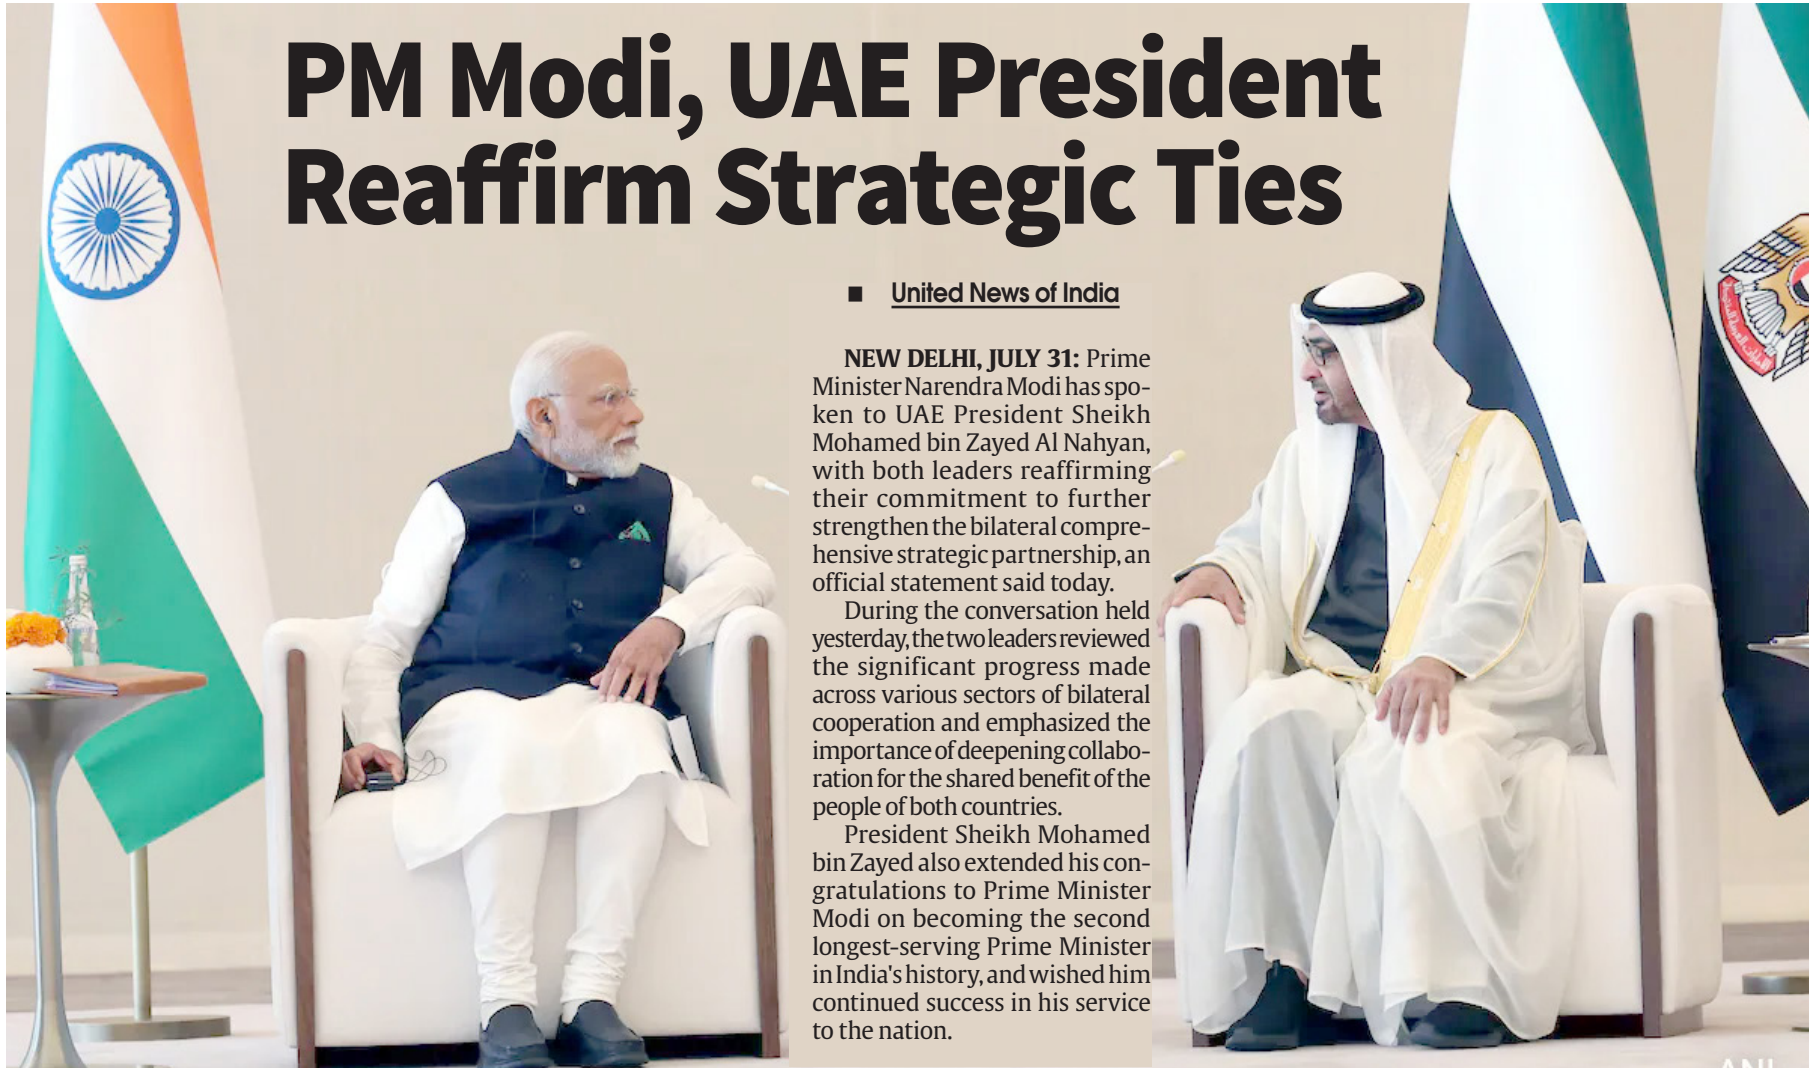 PM Modi, UAE President
Reaffirm Strategic Ties
■ United News of India
NEW DELHI, JULY 31: Prime
Minister Narendra Modi has spo-
ken to UAE President Sheikh
Mohamed bin Zayed Al Nahyan,
with both leaders reaffirming
their commitment to further
strengthen the bilateral compre-
hensive strategic partnership, an
official statement said today.
During the conversation held
yesterday, the two leaders reviewed
the significant progress made
across various sectors of bilateral
cooperation and emphasized the
importance of deepening collabo-
ration for the shared benefit of the
people of both countries.
President Sheikh Mohamed
bin Zayed also extended his con-
gratulations to Prime Minister
Modi on becoming the second
longest-serving Prime Minister
in India's history, and wished him
continued success in his service
to the nation.
ANI